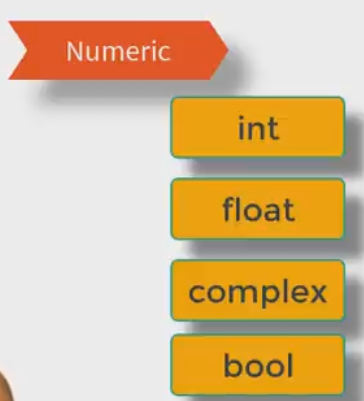 Numeric
int
float
complex
bool